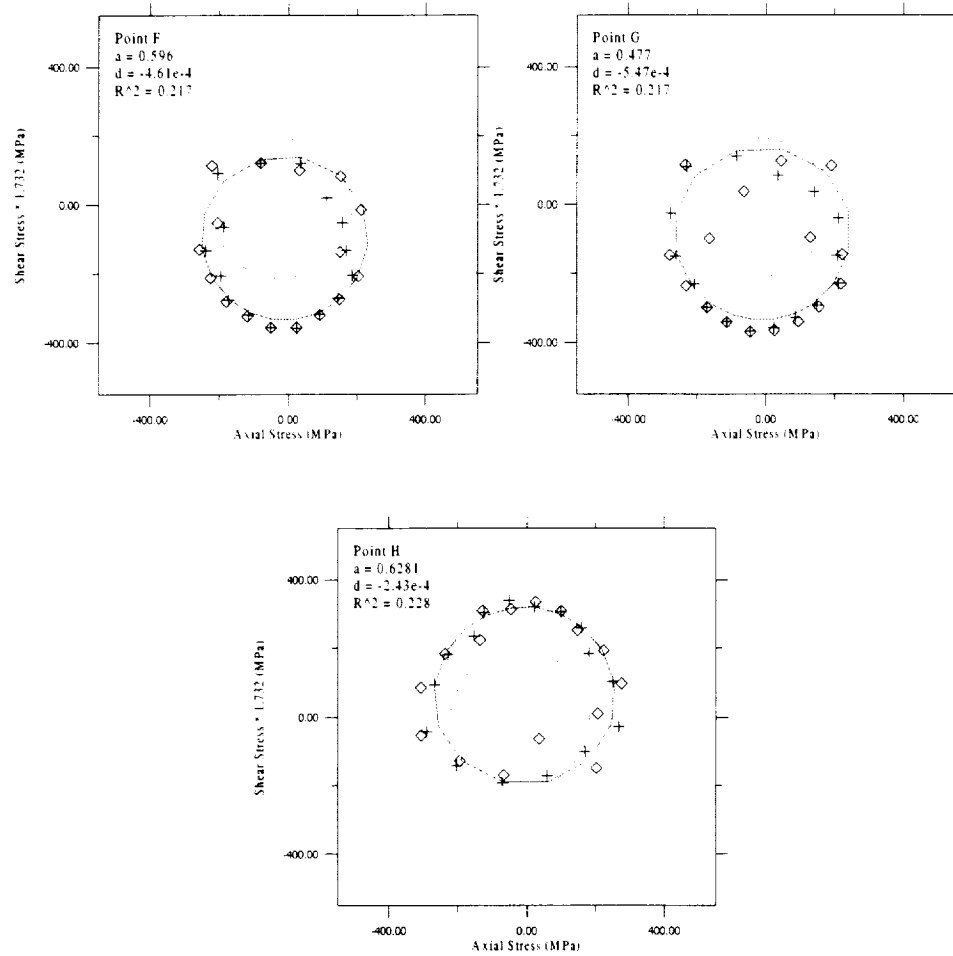 Point F
a = 0.596
d = -4.61e-4
R^2 = 0.217
400.00
0.00
-400.00
Shear Stress * 1.732 (MPa)
-400.00
0.00
400.00
Axial Stress (MPa)
Point G
a = 0.477
d = -5.47e-4
R^2 = 0.217
400.00
0.00
-400.00
Shear Stress * 1.732 (MPa)
-400.00
0.00
400.00
Axial Stress (MPa)
Point H
a = 0.6281
d = -2.43e-4
R^2 = 0.228
400.00
0.00
-400.00
Shear Stress * 1.732 (MPa)
-400.00
0.00
400.00
Axial Stress (MPa)